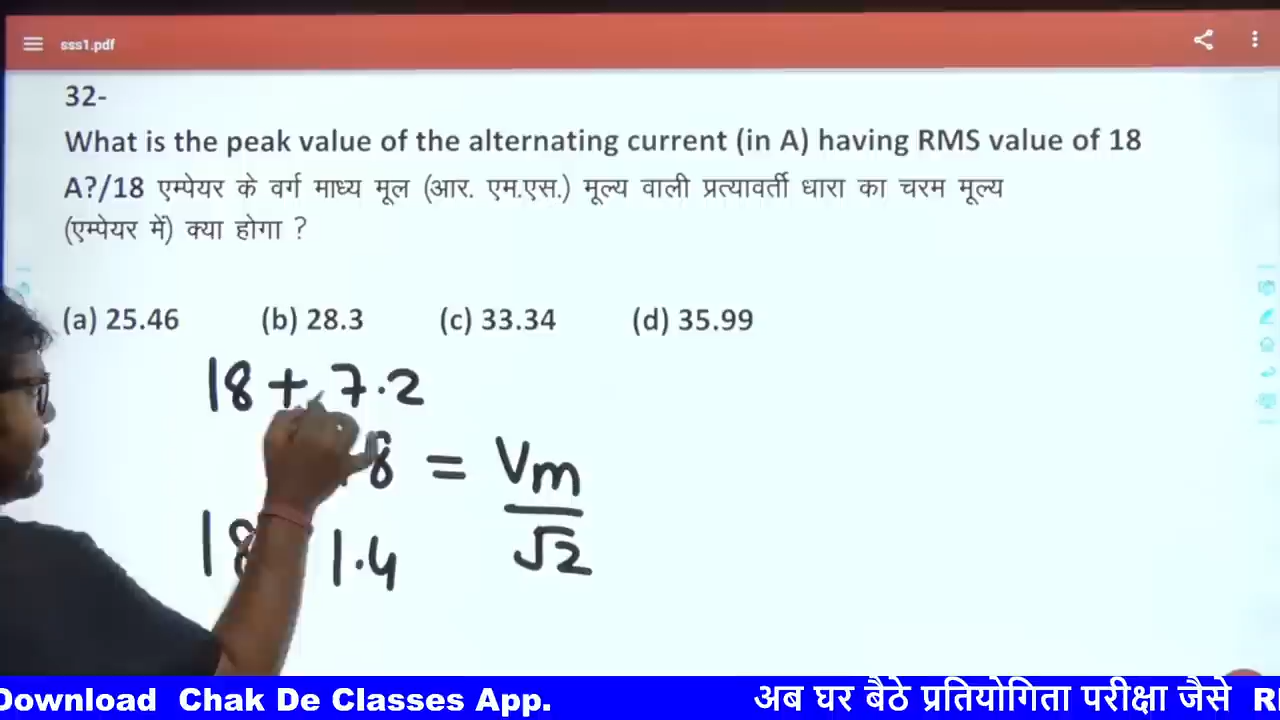 sss1.pdf
32-
What is the peak value of the alternating current (in A) having RMS value of 18
A?/18 एम्पेयर के वर्ग माध्य मूल (आर. एम.एस.) मूल्य वाली प्रत्यावर्ती धारा का चरम मूल्य
(एम्पेयर में) क्या होगा ?
(a) 25.46 (b) 28.3 (c) 33.34 (d) 35.99
18 + 7.2
8 = Vm
√2
18 1.4
Download Chak De Classes App. अब घर बैठे प्रतियोगिता परीक्षा जैसे